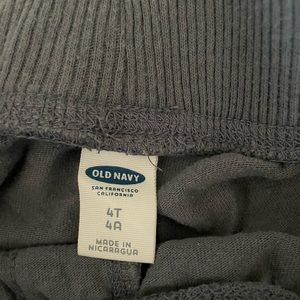 OLD NAVY
SAN FRANCISCO
CALIFORNIA
4T
4A
MADE IN
NICARAGUA